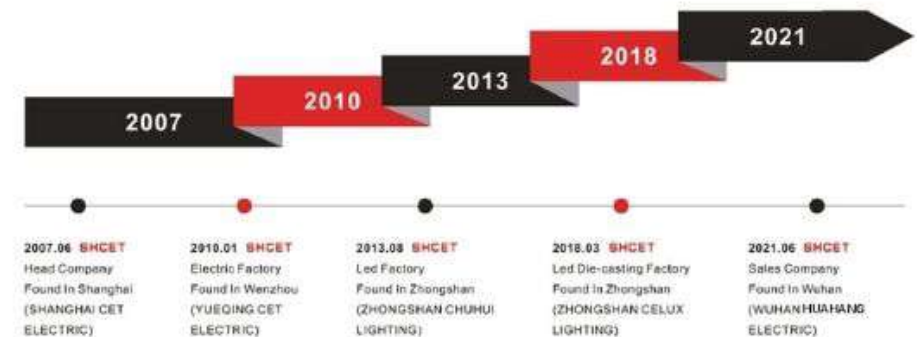 2007
2010
2013
2018
2021
2007.06 SHCET
Head Company
Found In Shanghai
(SHANGHAI CET
ELECTRIC)
2010.01 SHCET
Electric Factory
Found In Wenzhou
(YUEQING CET
ELECTRIC)
2013.08 SHCET
Led Factory
Found In Zhongshan
(ZHONGSHAN CHUHUI
LIGHTING)
2018.03 SHCET
Led Die-casting Factory
Found In Zhongshan
(ZHONGSHAN CELUX
LIGHTING)
2021.06 SHCET
Sales Company
Found In Wuhan
(WUHAN HUAHANG
ELECTRIC)